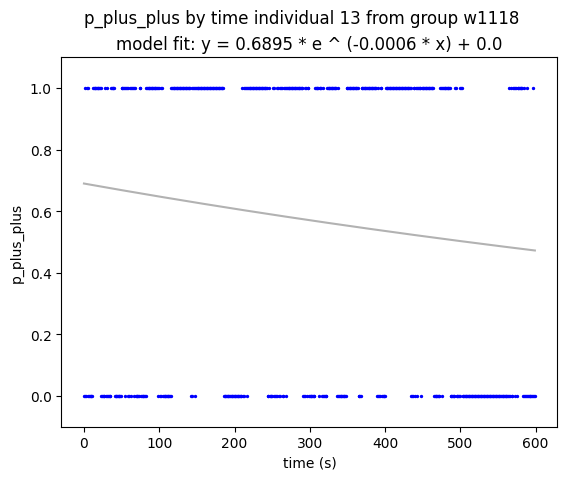 p_plus_plus by time individual 13 from group w1118
model fit: y = 0.6895 * e ^ (-0.0006 * x) + 0.0
1.0
0.8
0.6
0.4
0.2
0.0
p_plus_plus
0 100 200 300 400 500 600
time (s)